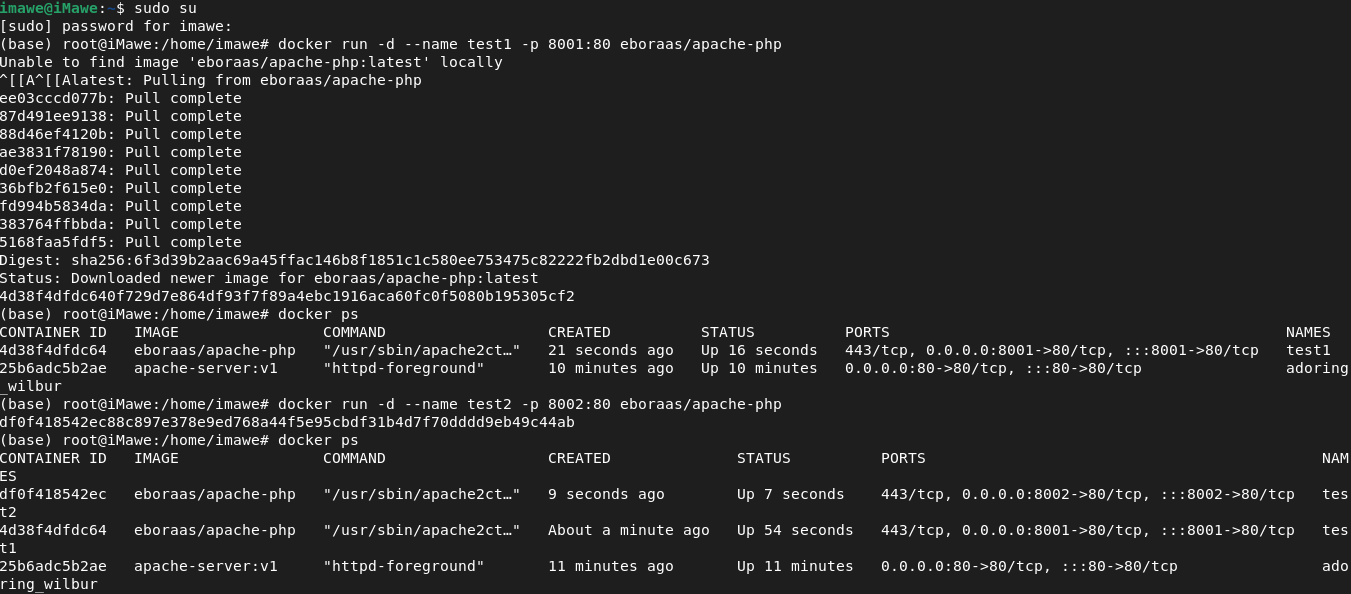 imawe@iMawe:~$ sudo su
[sudo] password for imawe:
(base) root@iMawe:/home/imawe# docker run -d --name test1 -p 8001:80 eboraas/apache-php
Unable to find image 'eboraas/apache-php:latest' locally
^[[A^[[Alatest: Pulling from eboraas/apache-php
ee03cccd077b: Pull complete
87d491ee9138: Pull complete
88d46ef4120b: Pull complete
ae3831f78190: Pull complete
d0ef2048a874: Pull complete
36bfb2f615e0: Pull complete
fd994b5834da: Pull complete
383764ffbbda: Pull complete
5168faa5fdf5: Pull complete
Digest: sha256:6f3d39b2aac69a45ffac146b8f1851c1c580ee753475c82222fb2dbd1e00c673
Status: Downloaded newer image for eboraas/apache-php:latest
4d38f4dfdc640f729d7e864df93f7f89a4ebc1916aca60fc0f5080b195305cf2
(base) root@iMawe:/home/imawe# docker ps
CONTAINER ID   IMAGE                COMMAND                  CREATED          STATUS          PORTS                                            NAMES
4d38f4dfdc64   eboraas/apache-php   "/usr/sbin/apache2ct…"   21 seconds ago   Up 16 seconds   443/tcp, 0.0.0.0:8001->80/tcp, :::8001->80/tcp   test1
25b6adc5b2ae   apache-server:v1     "httpd-foreground"       10 minutes ago   Up 10 minutes   0.0.0.0:80->80/tcp, :::80->80/tcp                adoring
_wilbur
(base) root@iMawe:/home/imawe# docker run -d --name test2 -p 8002:80 eboraas/apache-php
df0f418542ec88c897e378e9ed768a44f5e95cbdf31b4d7f70dddd9eb49c44ab
(base) root@iMawe:/home/imawe# docker ps
CONTAINER ID   IMAGE                COMMAND                  CREATED              STATUS          PORTS                                            NAM
ES
df0f418542ec   eboraas/apache-php   "/usr/sbin/apache2ct…"   9 seconds ago        Up 7 seconds    443/tcp, 0.0.0.0:8002->80/tcp, :::8002->80/tcp   tes
t2
4d38f4dfdc64   eboraas/apache-php   "/usr/sbin/apache2ct…"   About a minute ago   Up 54 seconds   443/tcp, 0.0.0.0:8001->80/tcp, :::8001->80/tcp   tes
t1
25b6adc5b2ae   apache-server:v1     "httpd-foreground"       11 minutes ago       Up 11 minutes   0.0.0.0:80->80/tcp, :::80->80/tcp                ado
ring_wilbur